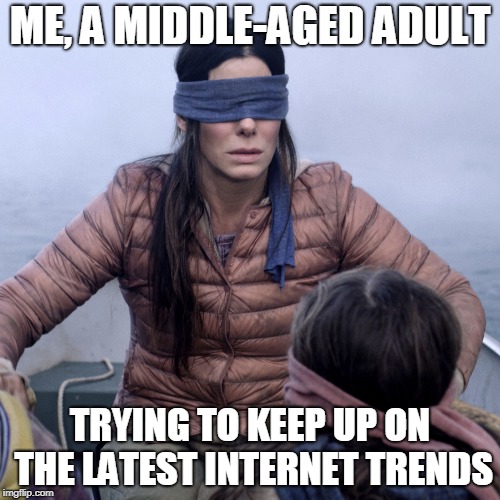 ME, A MIDDLE-AGED ADULT
TRYING TO KEEP UP ON
THE LATEST INTERNET TRENDS
imgflip.com